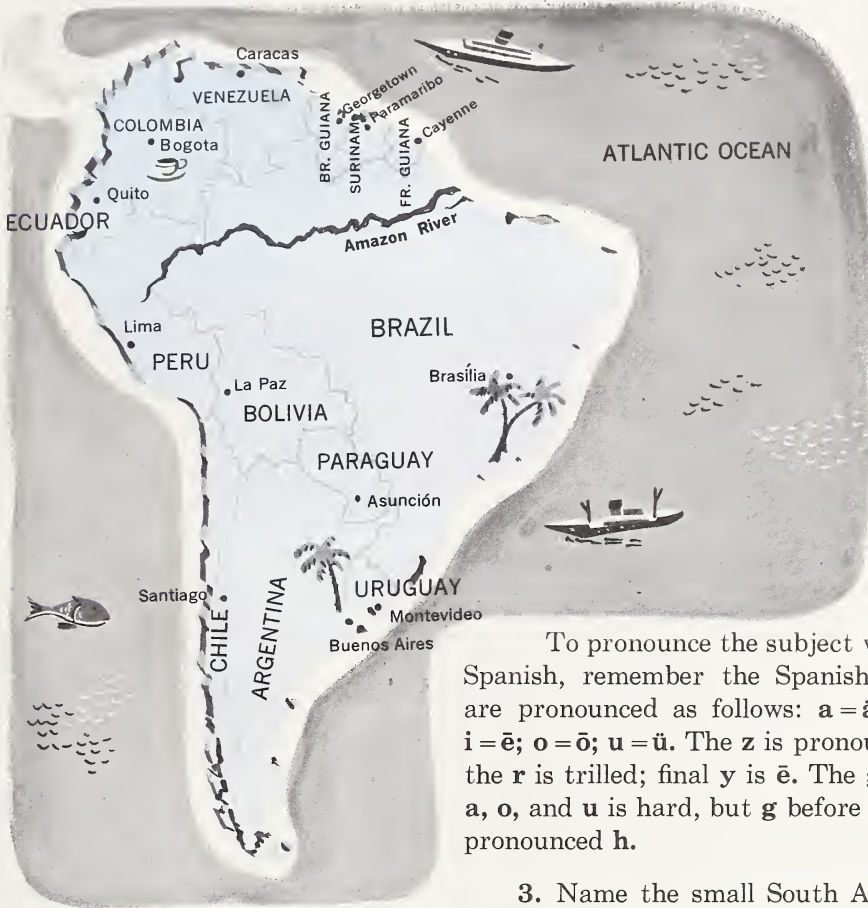 Caracas
VENEZUELA
Georgetown
Paramaribo
COLOMBIA
Bogota
BR. GUIANA
SURINAM
FR. GUIANA
Cayenne
ATLANTIC OCEAN
Quito
ECUADOR
Amazon River
Lima
BRAZIL
PERU
La Paz
Brasília
BOLIVIA
PARAGUAY
Asunción
Santiago
CHILE
ARGENTINA
URUGUAY
Montevideo
Buenos Aires
To pronounce the subject
Spanish, remember the Spanish
are pronounced as follows: a =
i = ē; o = ō; u = ü. The z is
the r is trilled; final y is ē. The
a, o, and u is hard, but g before
pronounced h.
3. Name the small South